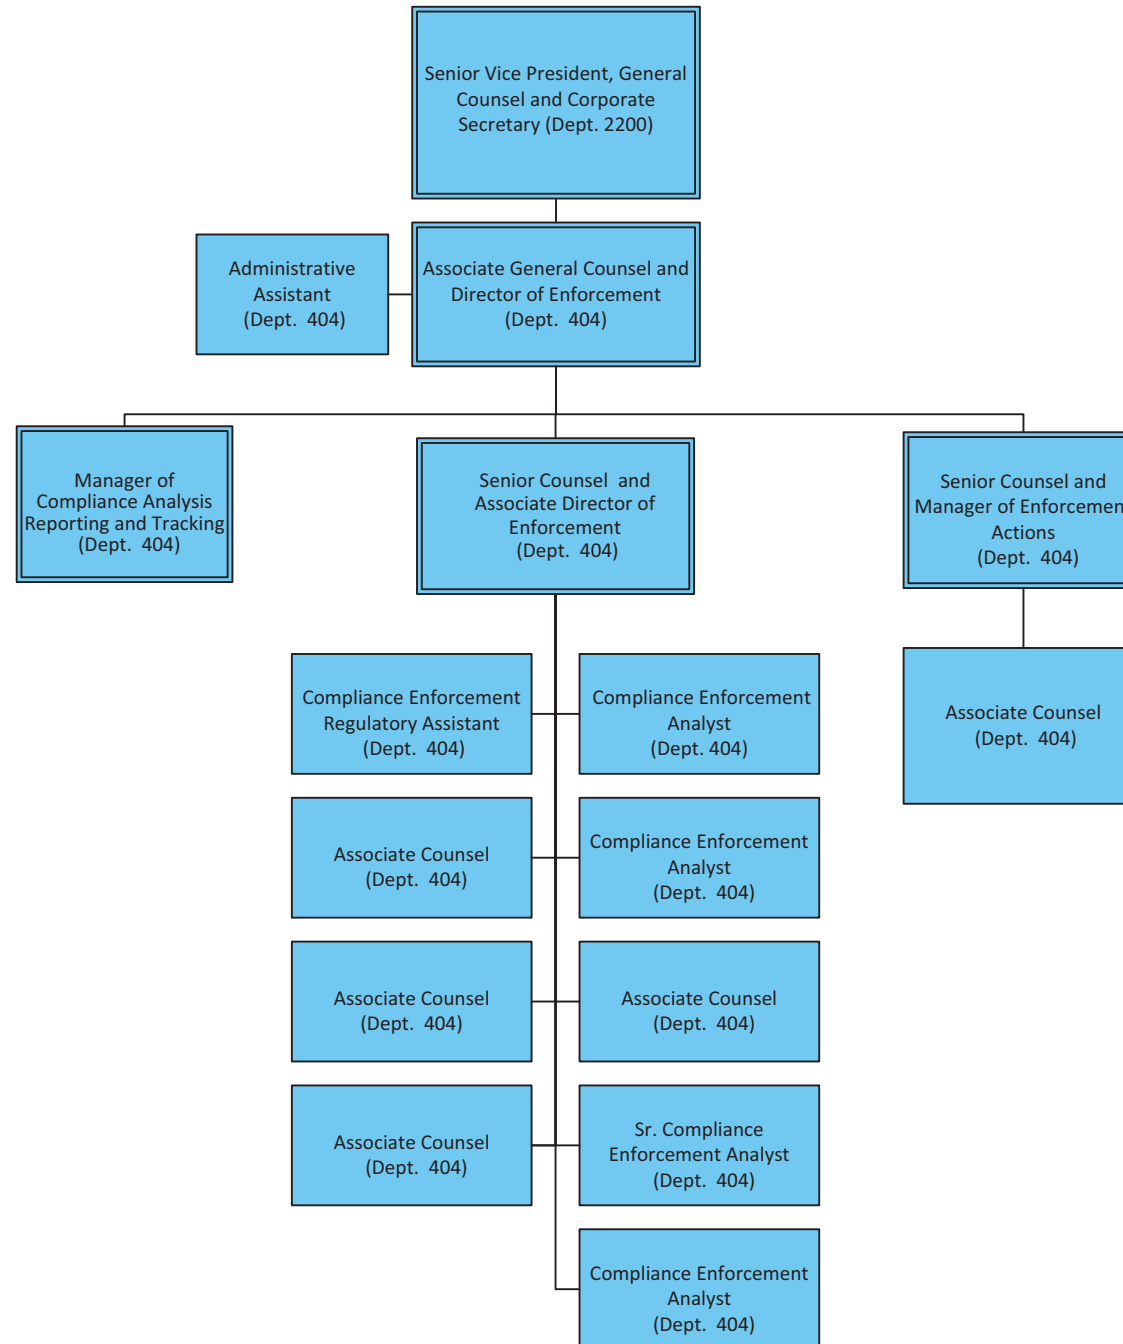 Senior Vice President, General
Counsel and Corporate
Secretary (Dept. 2200)
Administrative
Assistant
(Dept.  404)
Associate General Counsel and
Director of Enforcement
(Dept.  404)
Manager of
Compliance Analysis
Reporting and Tracking
(Dept.  404)
Senior Counsel  and
Associate Director of
Enforcement
(Dept.  404)
Senior Counsel and
Manager of Enforcemen
Actions
(Dept.  404)
Compliance Enforcement
Regulatory Assistant
(Dept.  404)
Compliance Enforcement
Analyst
(Dept. 404)
Associate Counsel
(Dept.  404)
Associate Counsel
(Dept.  404)
Compliance Enforcement
Analyst
(Dept.  404)
Associate Counsel
(Dept.  404)
Associate Counsel
(Dept.  404)
Associate Counsel
(Dept.  404)
Sr. Compliance
Enforcement Analyst
(Dept.  404)
Compliance Enforcement
Analyst
(Dept.  404)